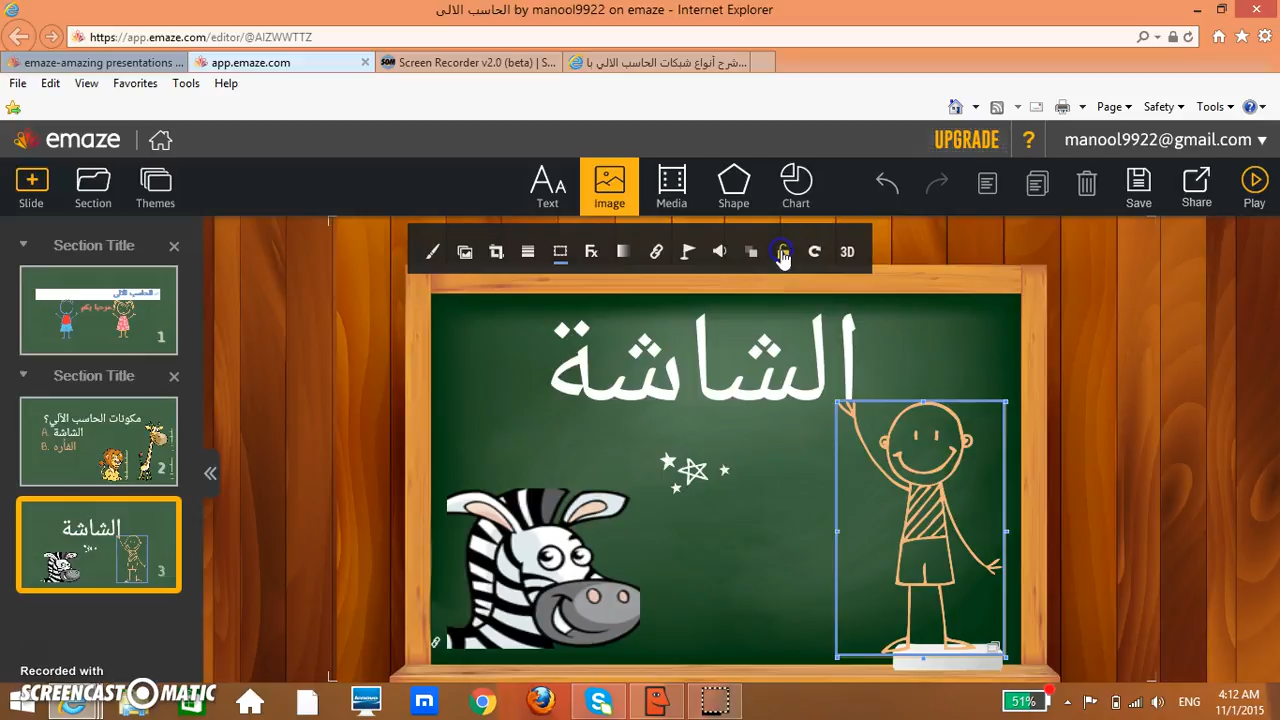 الحاسب الالى by manool9922 on emaze - Internet Explorer
https://app.emaze.com/editor/@AIZWWTTZ
emaze-amazing presentations ...
app.emaze.com
Screen Recorder v2.0 (beta) | S...
شرح أنواع شبكات الحاسب الالي با...
File Edit View Favorites Tools Help
Page Safety Tools
emaze
UPGRADE ? manool9922@gmail.com
Slide Section Themes Text Image Media Shape Chart Save Share Play
Section Title
3D
الحاسب الالى
مرحبا بكم
1
Section Title
مكونات الحاسب الآلي؟
A. الشاشة
B. الفأره
2
الشاشة
3
الشاشة
Recorded with
SCREENCAST MATIC
51%
ENG
4:12 AM
11/1/2015